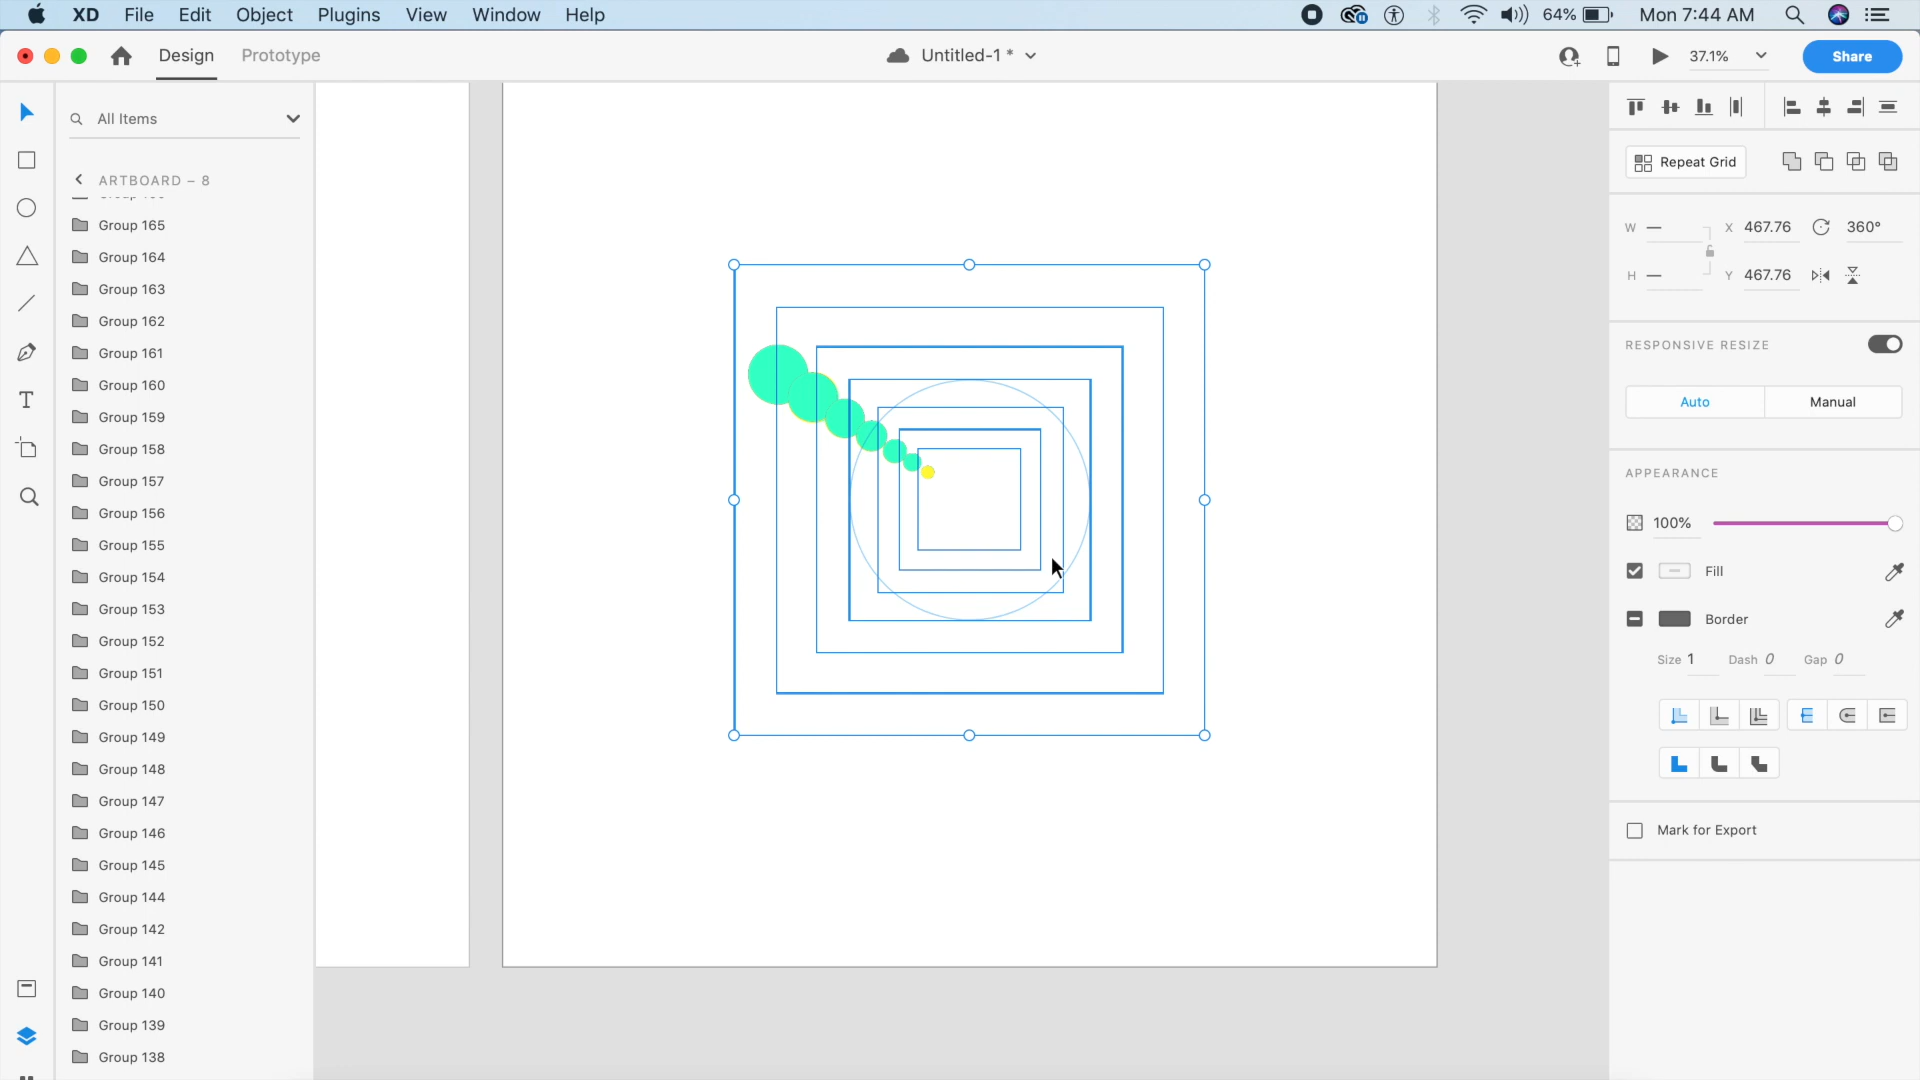 XD File Edit Object Plugins View Window Help 64% Mon 7:44 AM
Design Prototype Untitled-1 * 37.1% Share
All Items
ARTBOARD – 8
Group 165
Group 164
Group 163
Group 162
Group 161
Group 160
Group 159
Group 158
Group 157
Group 156
Group 155
Group 154
Group 153
Group 152
Group 151
Group 150
Group 149
Group 148
Group 147
Group 146
Group 145
Group 144
Group 142
Group 141
Group 140
Group 139
Group 138
Repeat Grid
W — X 467.76 360°
H — Y 467.76
RESPONSIVE RESIZE
Auto Manual
APPEARANCE
100%
Fill
Border
Size 1 Dash 0 Gap 0
Mark for Export